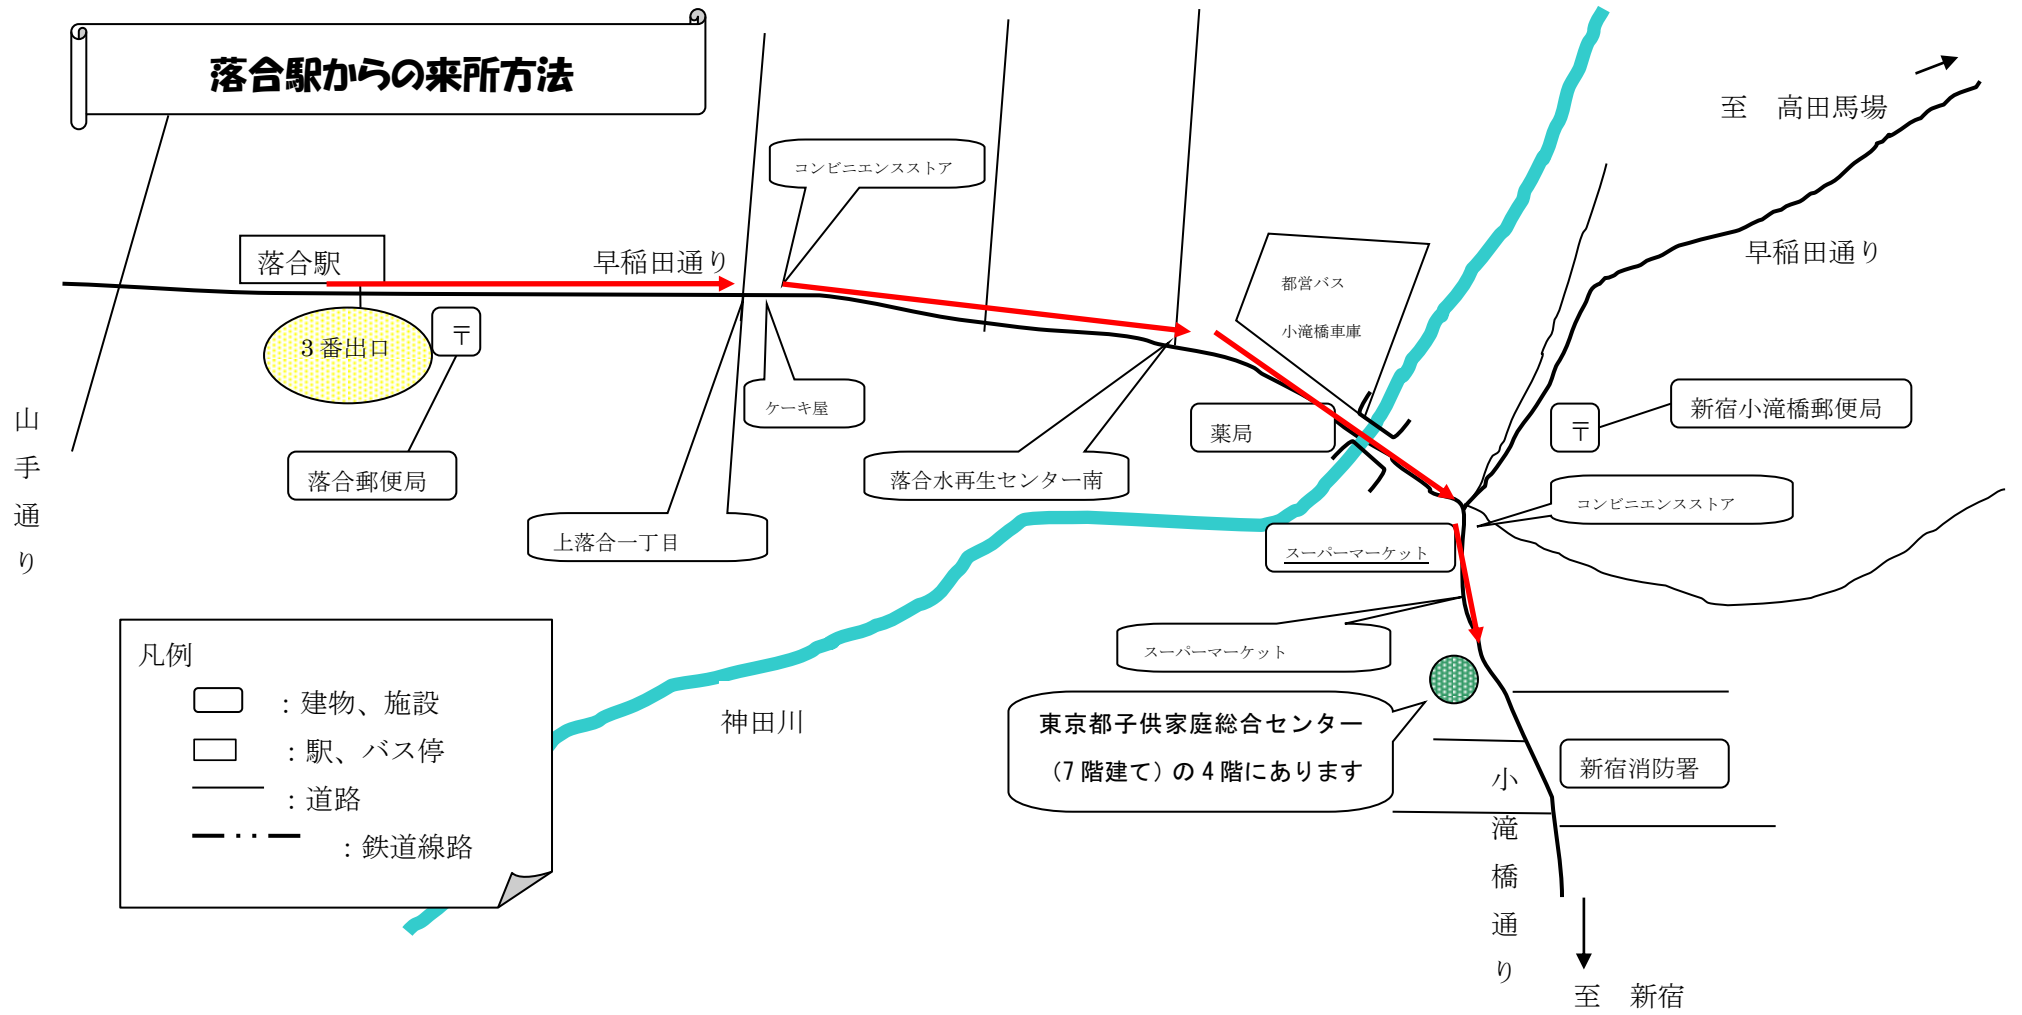 落合駅からの来所方法
至　高田馬場
コンビニエンスストア
落合駅
早稲田通り
早稲田通り
都営バス
小滝橋車庫
3番出口
〒
ケーキ屋
薬局
〒
新宿小滝橋郵便局
山手通り
落合郵便局
落合水再生センター南
コンビニエンスストア
上落合一丁目
スーパーマーケット
スーパーマーケット
神田川
東京都子供家庭総合センター
（7階建て）の4階にあります
新宿消防署
小滝橋通り
至　新宿
凡例
：建物、施設
：駅、バス停
：道路
：鉄道線路